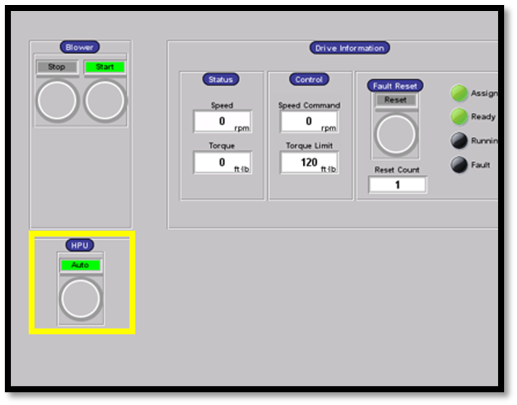 Blower
Stop
Start
Drive Information
Status
Speed
0
rpm
Torque
0
ft-lb
Control
Speed Command
0
rpm
Torque Limit
120
ft-lb
Fault Reset
Reset
Reset Count
1
Assign
Ready
Runnin
Fault
HPU
Auto